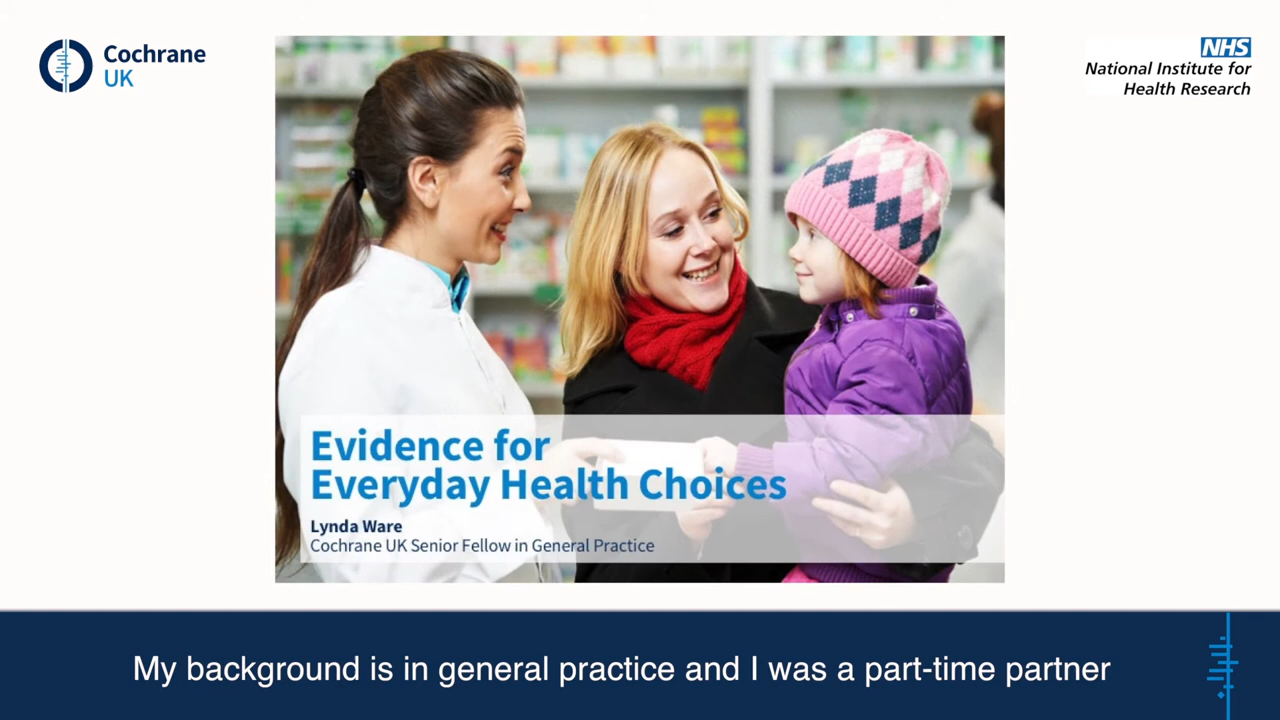 Cochrane
UK
NHS
National Institute for
Health Research
Evidence for
Everyday Health Choices
Lynda Ware
Cochrane UK Senior Fellow in General Practice
My background is in general practice and I was a part-time partner